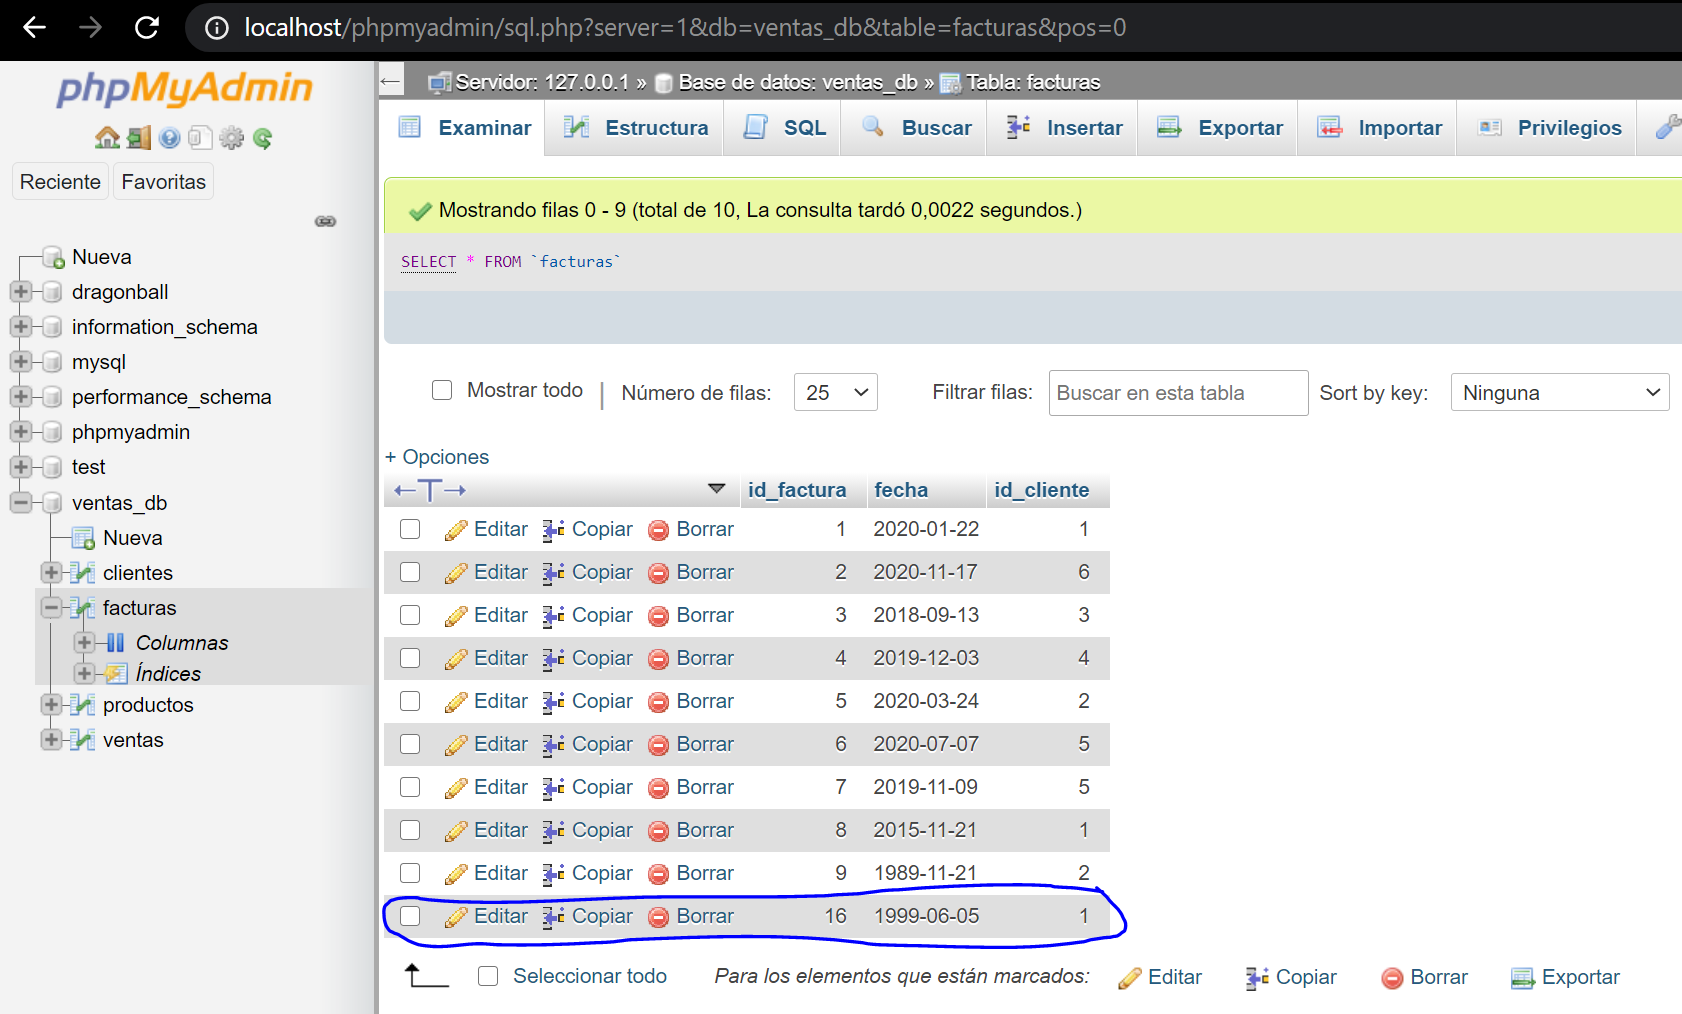 localhost/phpmyadmin/sql.php?server=1&db=ventas_db&table=facturas&pos=0
phpMyAdmin
Reciente Favoritas
Nueva
dragonball
information_schema
mysql
performance_schema
phpmyadmin
test
ventas_db
Nueva
clientes
facturas
Columnas
Índices
productos
ventas
Servidor: 127.0.0.1 » Base de datos: ventas_db » Tabla: facturas
Examinar Estructura SQL Buscar Insertar Exportar Importar Privilegios
Mostrando filas 0 - 9 (total de 10, La consulta tardó 0,0022 segundos.)
SELECT * FROM `facturas`
Mostrar todo | Número de filas: 25 Filtrar filas: Buscar en esta tabla Sort by key: Ninguna
+ Opciones
←T→ id_factura fecha id_cliente
Editar Copiar Borrar 1 2020-01-22 1
Editar Copiar Borrar 2 2020-11-17 6
Editar Copiar Borrar 3 2018-09-13 3
Editar Copiar Borrar 4 2019-12-03 4
Editar Copiar Borrar 5 2020-03-24 2
Editar Copiar Borrar 6 2020-07-07 5
Editar Copiar Borrar 7 2019-11-09 5
Editar Copiar Borrar 8 2015-11-21 1
Editar Copiar Borrar 9 1989-11-21 2
Editar Copiar Borrar 16 1999-06-05 1
Seleccionar todo Para los elementos que están marcados: Editar Copiar Borrar Exportar